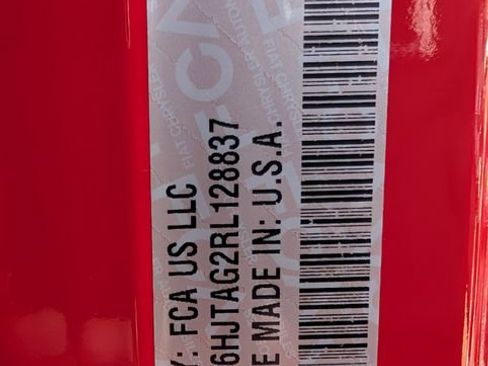 Y: FCA US LLC
6HJTAG2RL128837
E MADE IN: U.S.A.